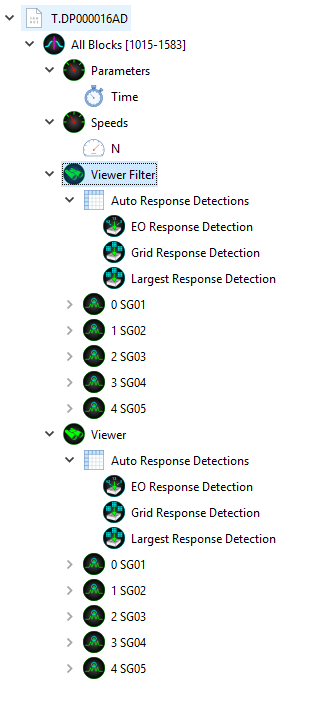 T.DP000016AD
All Blocks [1015-1583]
Parameters
Time
Speeds
N
Viewer Filter
Auto Response Detections
EO Response Detection
Grid Response Detection
Largest Response Detection
0 SG01
1 SG02
2 SG03
3 SG04
4 SG05
Viewer
Auto Response Detections
EO Response Detection
Grid Response Detection
Largest Response Detection
0 SG01
1 SG02
2 SG03
3 SG04
4 SG05